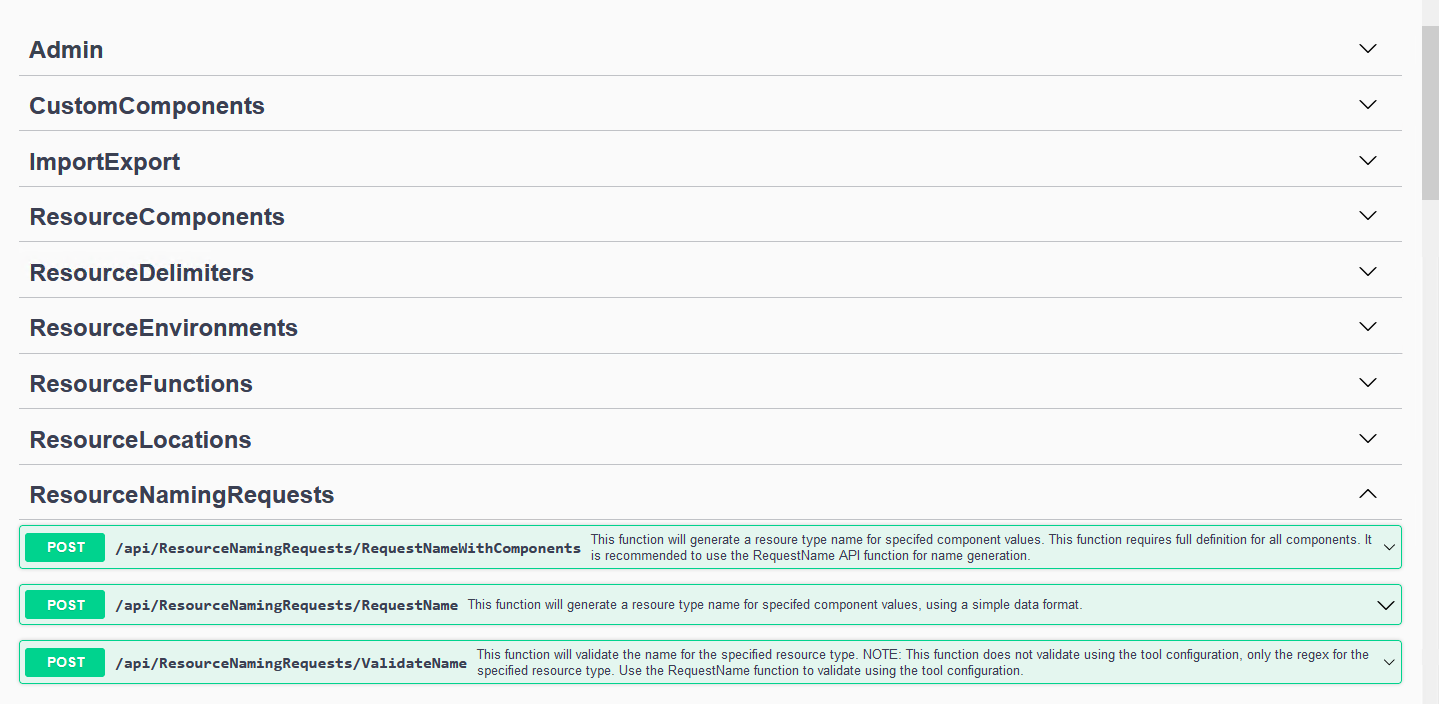 Admin
CustomComponents
ImportExport
ResourceComponents
ResourceDelimiters
ResourceEnvironments
ResourceFunctions
ResourceLocations
ResourceNamingRequests
POST /api/ResourceNamingRequests/RequestNameWithComponents This function will generate a resoure type name for specifed component values. This function requires full definition for all components. It
is recommended to use the RequestName API function for name generation.
POST /api/ResourceNamingRequests/RequestName This function will generate a resoure type name for specifed component values, using a simple data format.
POST /api/ResourceNamingRequests/ValidateName This function will validate the name for the specified resource type. NOTE: This function does not validate using the tool configuration, only the regex for the
specified resource type. Use the RequestName function to validate using the tool configuration.